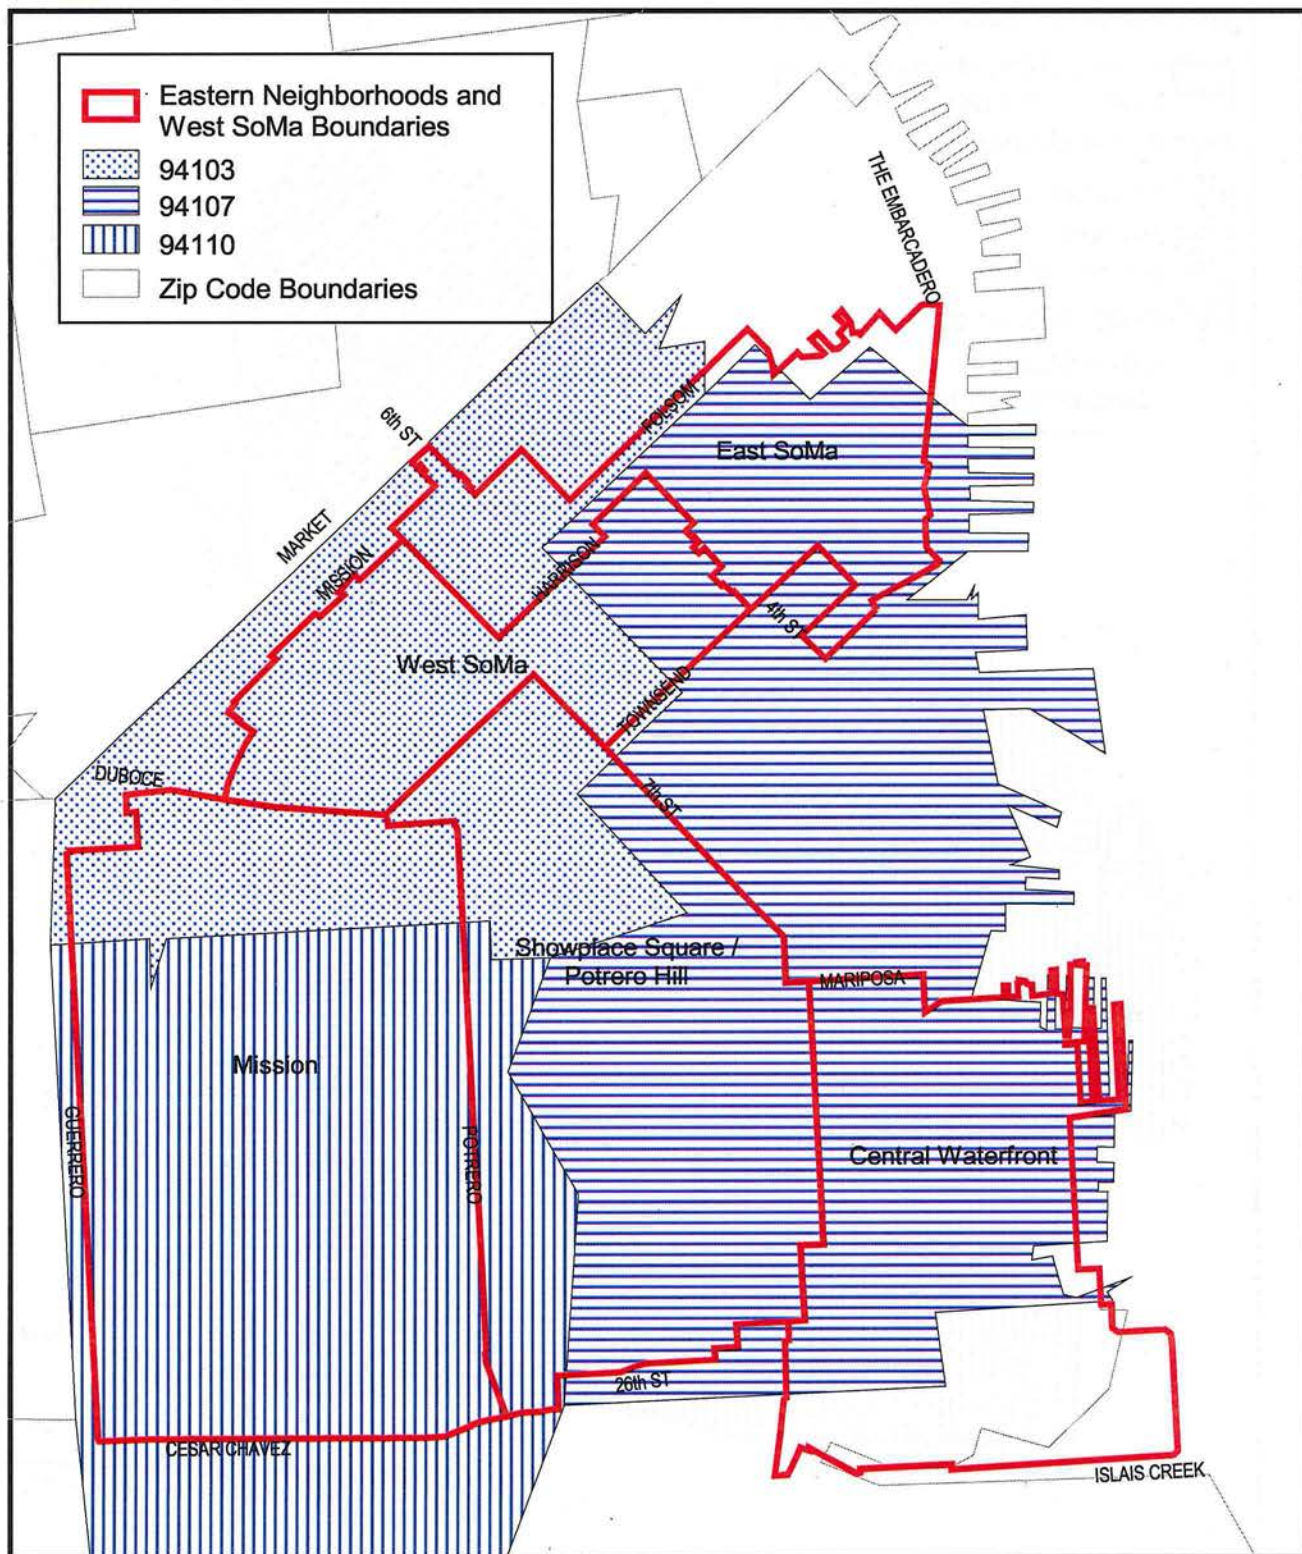 Eastern Neighborhoods and
West SoMa Boundaries
94103
94107
94110
Zip Code Boundaries
THE EMBARCADERO
6th ST
FOLSOM
East SoMa
MARKET
MISSION
HARRISON
4th ST
West SoMa
TOWNSEND
DUBOCE
7th ST
Showplace Square /
Potrero Hill
MARIPOSA
Mission
GUERRERO
POTRERO
Central Waterfront
26th ST
CESAR CHAVEZ
ISLAIS CREEK